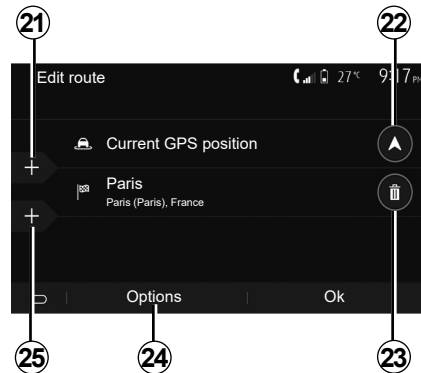 21
22
Edit route 27°C 9:17 PM
Current GPS position
+
Paris
Paris (Paris), France
+
Options Ok
25
24
23